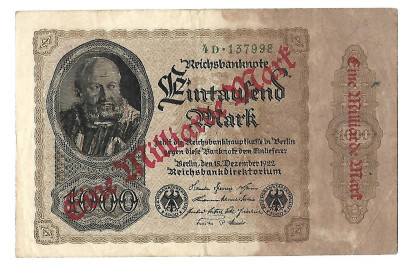 4D·137998
Reichsbanknote
Eintausend
Mark
zahlt die Reichsbankhauptkasse in Berlin
gegen diese Banknote dem Einlieferer
Berlin, den 15. Dezember 1922
Reichsbankdirektorium
1000
Eine Milliarde Mark
Eine Milliarde Mark
1000